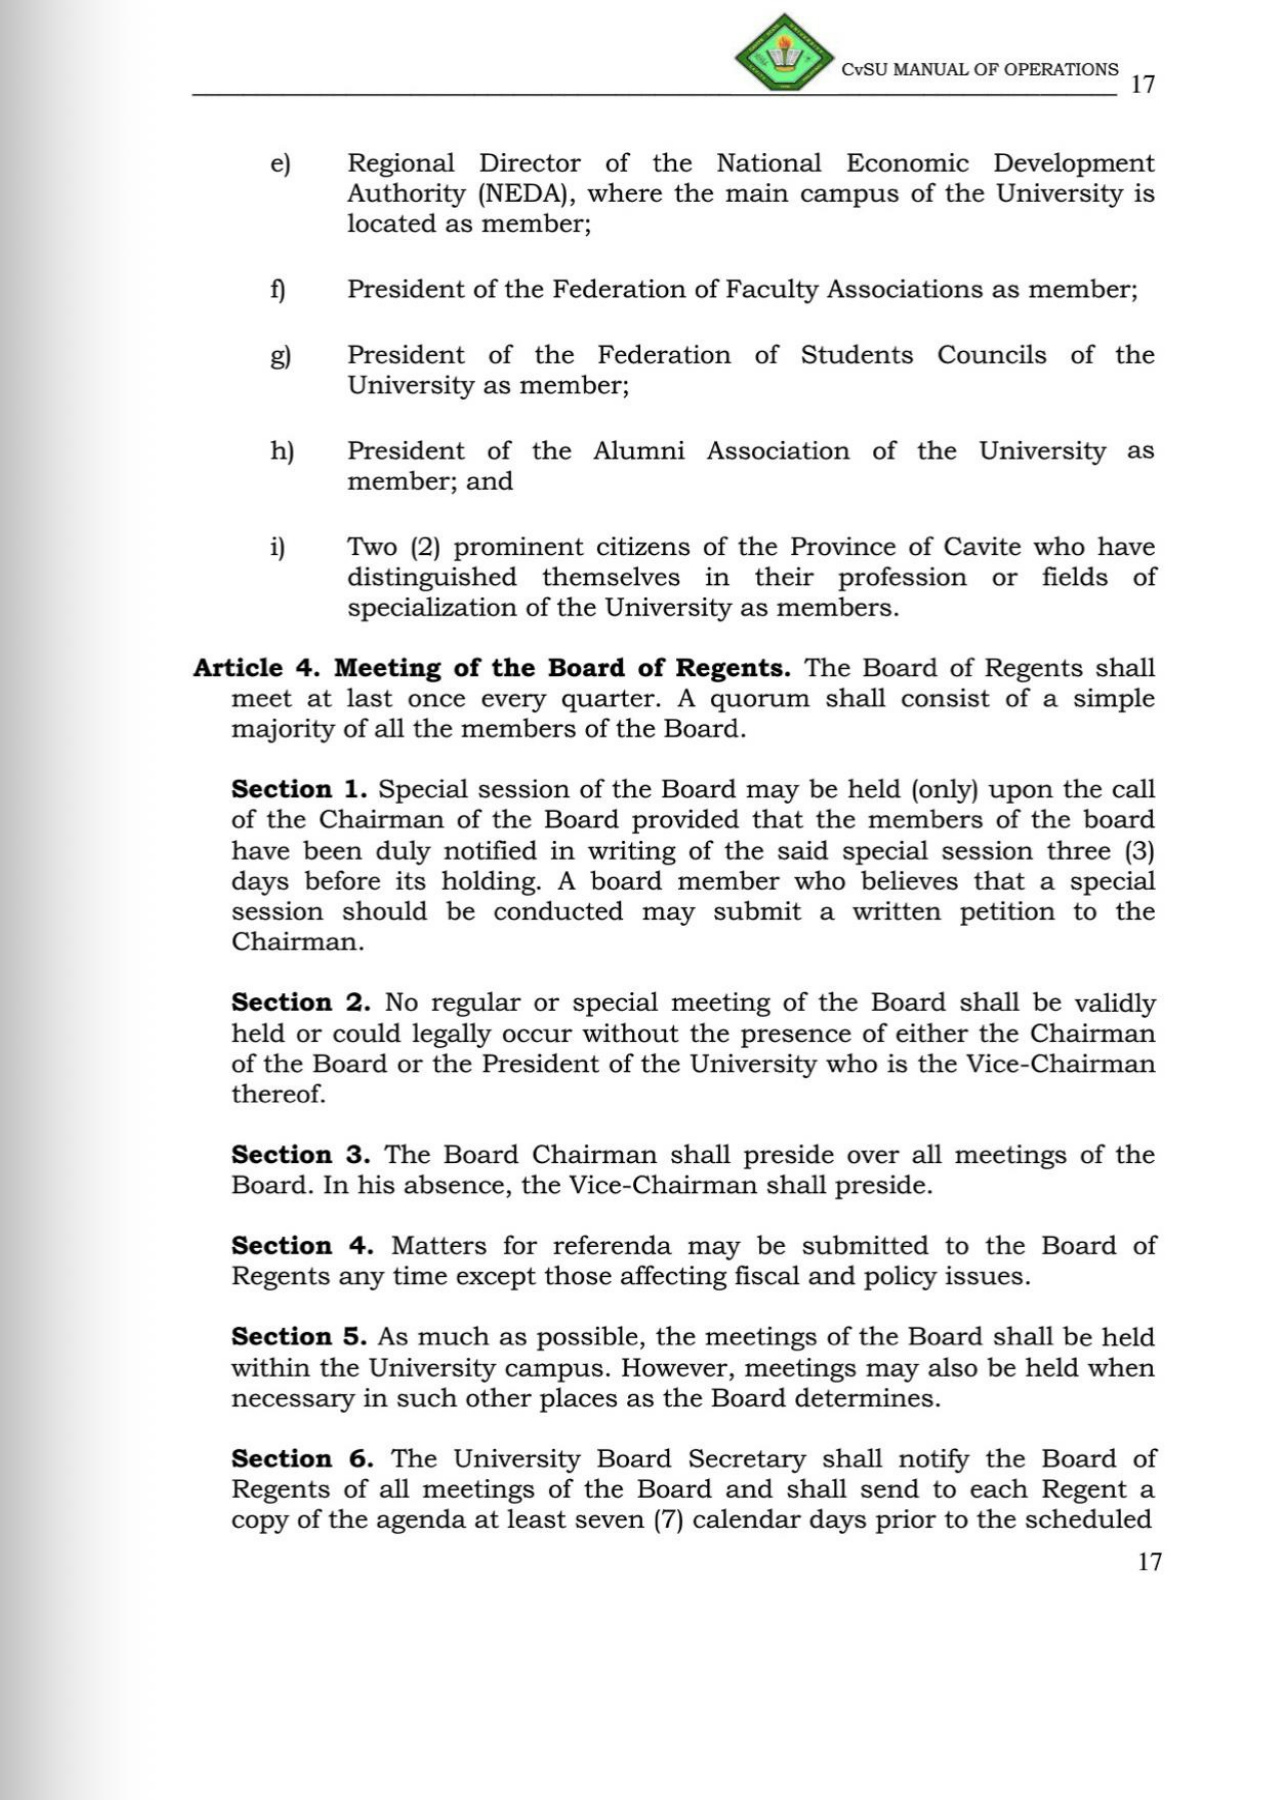 CvSU MANUAL OF OPERATIONS 17
e) Regional Director of the National Economic Development
Authority (NEDA), where the main campus of the University is
located as member;
f) President of the Federation of Faculty Associations as member;
g) President of the Federation of Students Councils of the
University as member;
h) President of the Alumni Association of the University as
member; and
i) Two (2) prominent citizens of the Province of Cavite who have
distinguished themselves in their profession or fields of
specialization of the University as members.
Article 4. Meeting of the Board of Regents. The Board of Regents shall
meet at last once every quarter. A quorum shall consist of a simple
majority of all the members of the Board.
Section 1. Special session of the Board may be held (only) upon the call
of the Chairman of the Board provided that the members of the board
have been duly notified in writing of the said special session three (3)
days before its holding. A board member who believes that a special
session should be conducted may submit a written petition to the
Chairman.
Section 2. No regular or special meeting of the Board shall be validly
held or could legally occur without the presence of either the Chairman
of the Board or the President of the University who is the Vice-Chairman
thereof.
Section 3. The Board Chairman shall preside over all meetings of the
Board. In his absence, the Vice-Chairman shall preside.
Section 4. Matters for referenda may be submitted to the Board of
Regents any time except those affecting fiscal and policy issues.
Section 5. As much as possible, the meetings of the Board shall be held
within the University campus. However, meetings may also be held when
necessary in such other places as the Board determines.
Section 6. The University Board Secretary shall notify the Board of
Regents of all meetings of the Board and shall send to each Regent a
copy of the agenda at least seven (7) calendar days prior to the scheduled
17